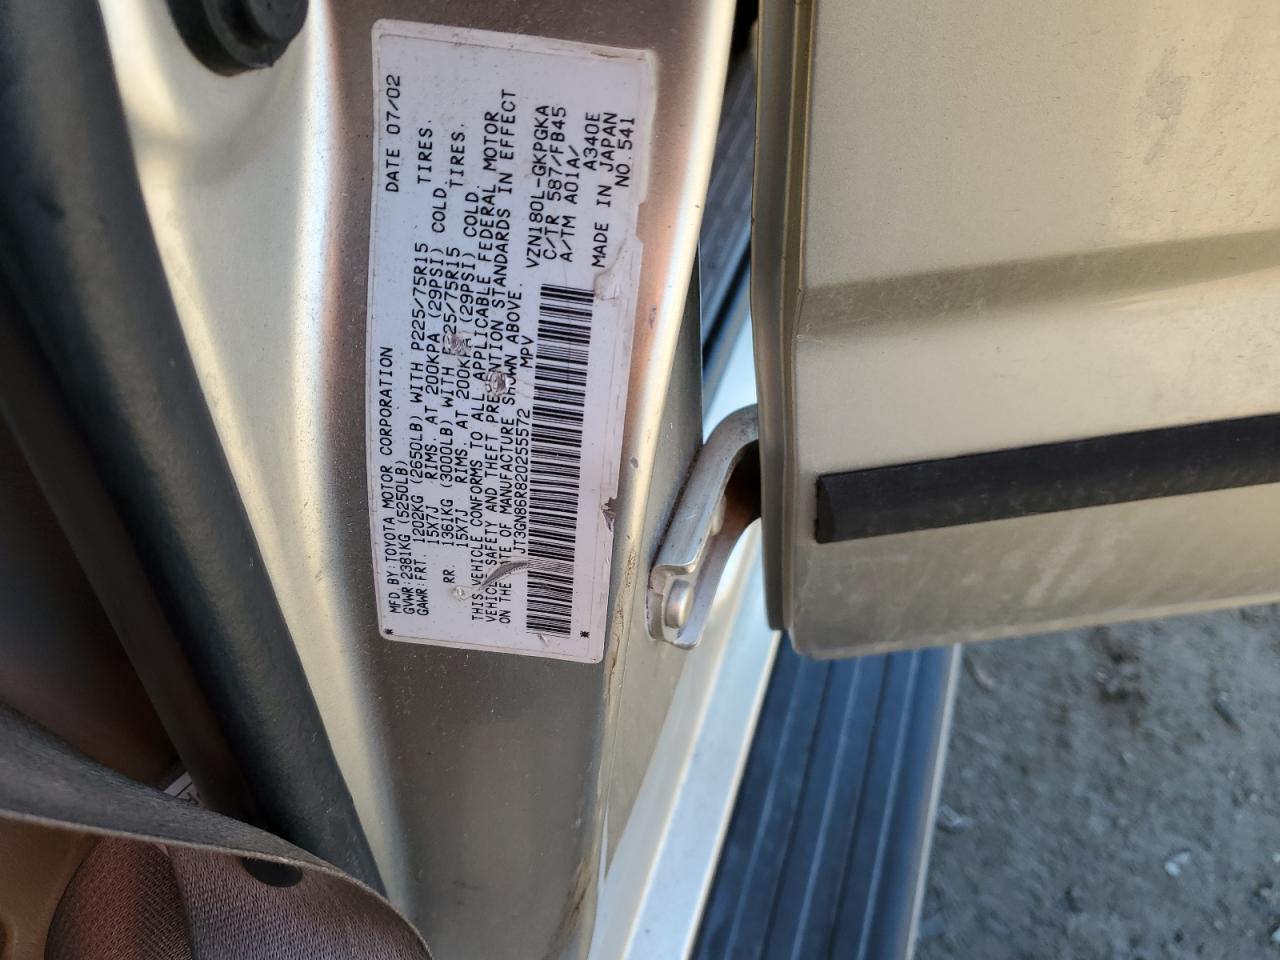 MFD BY: TOYOTA MOTOR CORPORATION DATE 07/02
GVWR: 2381KG (5250LB)
GAWR: FRT. 1202KG (2650LB) WITH P225/75R15 TIRES.
15X7J RIMS. AT 200KPA (29PSI) COLD.
RR. 1361KG (3000LB) WITH P225/75R15 TIRES.
15X7J RIMS. AT 200KPA (29PSI) COLD.
THIS VEHICLE CONFORMS TO ALL APPLICABLE FEDERAL MOTOR
VEHICLE SAFETY AND THEFT PREVENTION STANDARDS IN EFFECT
ON THE DATE OF MANUFACTURE SHOWN ABOVE.
JT3GN86R820255572 MPV
VZN180L-GKPGKA
C/TR 587/FB45
A/TM A01A/ A340E
MADE IN JAPAN
NO.541